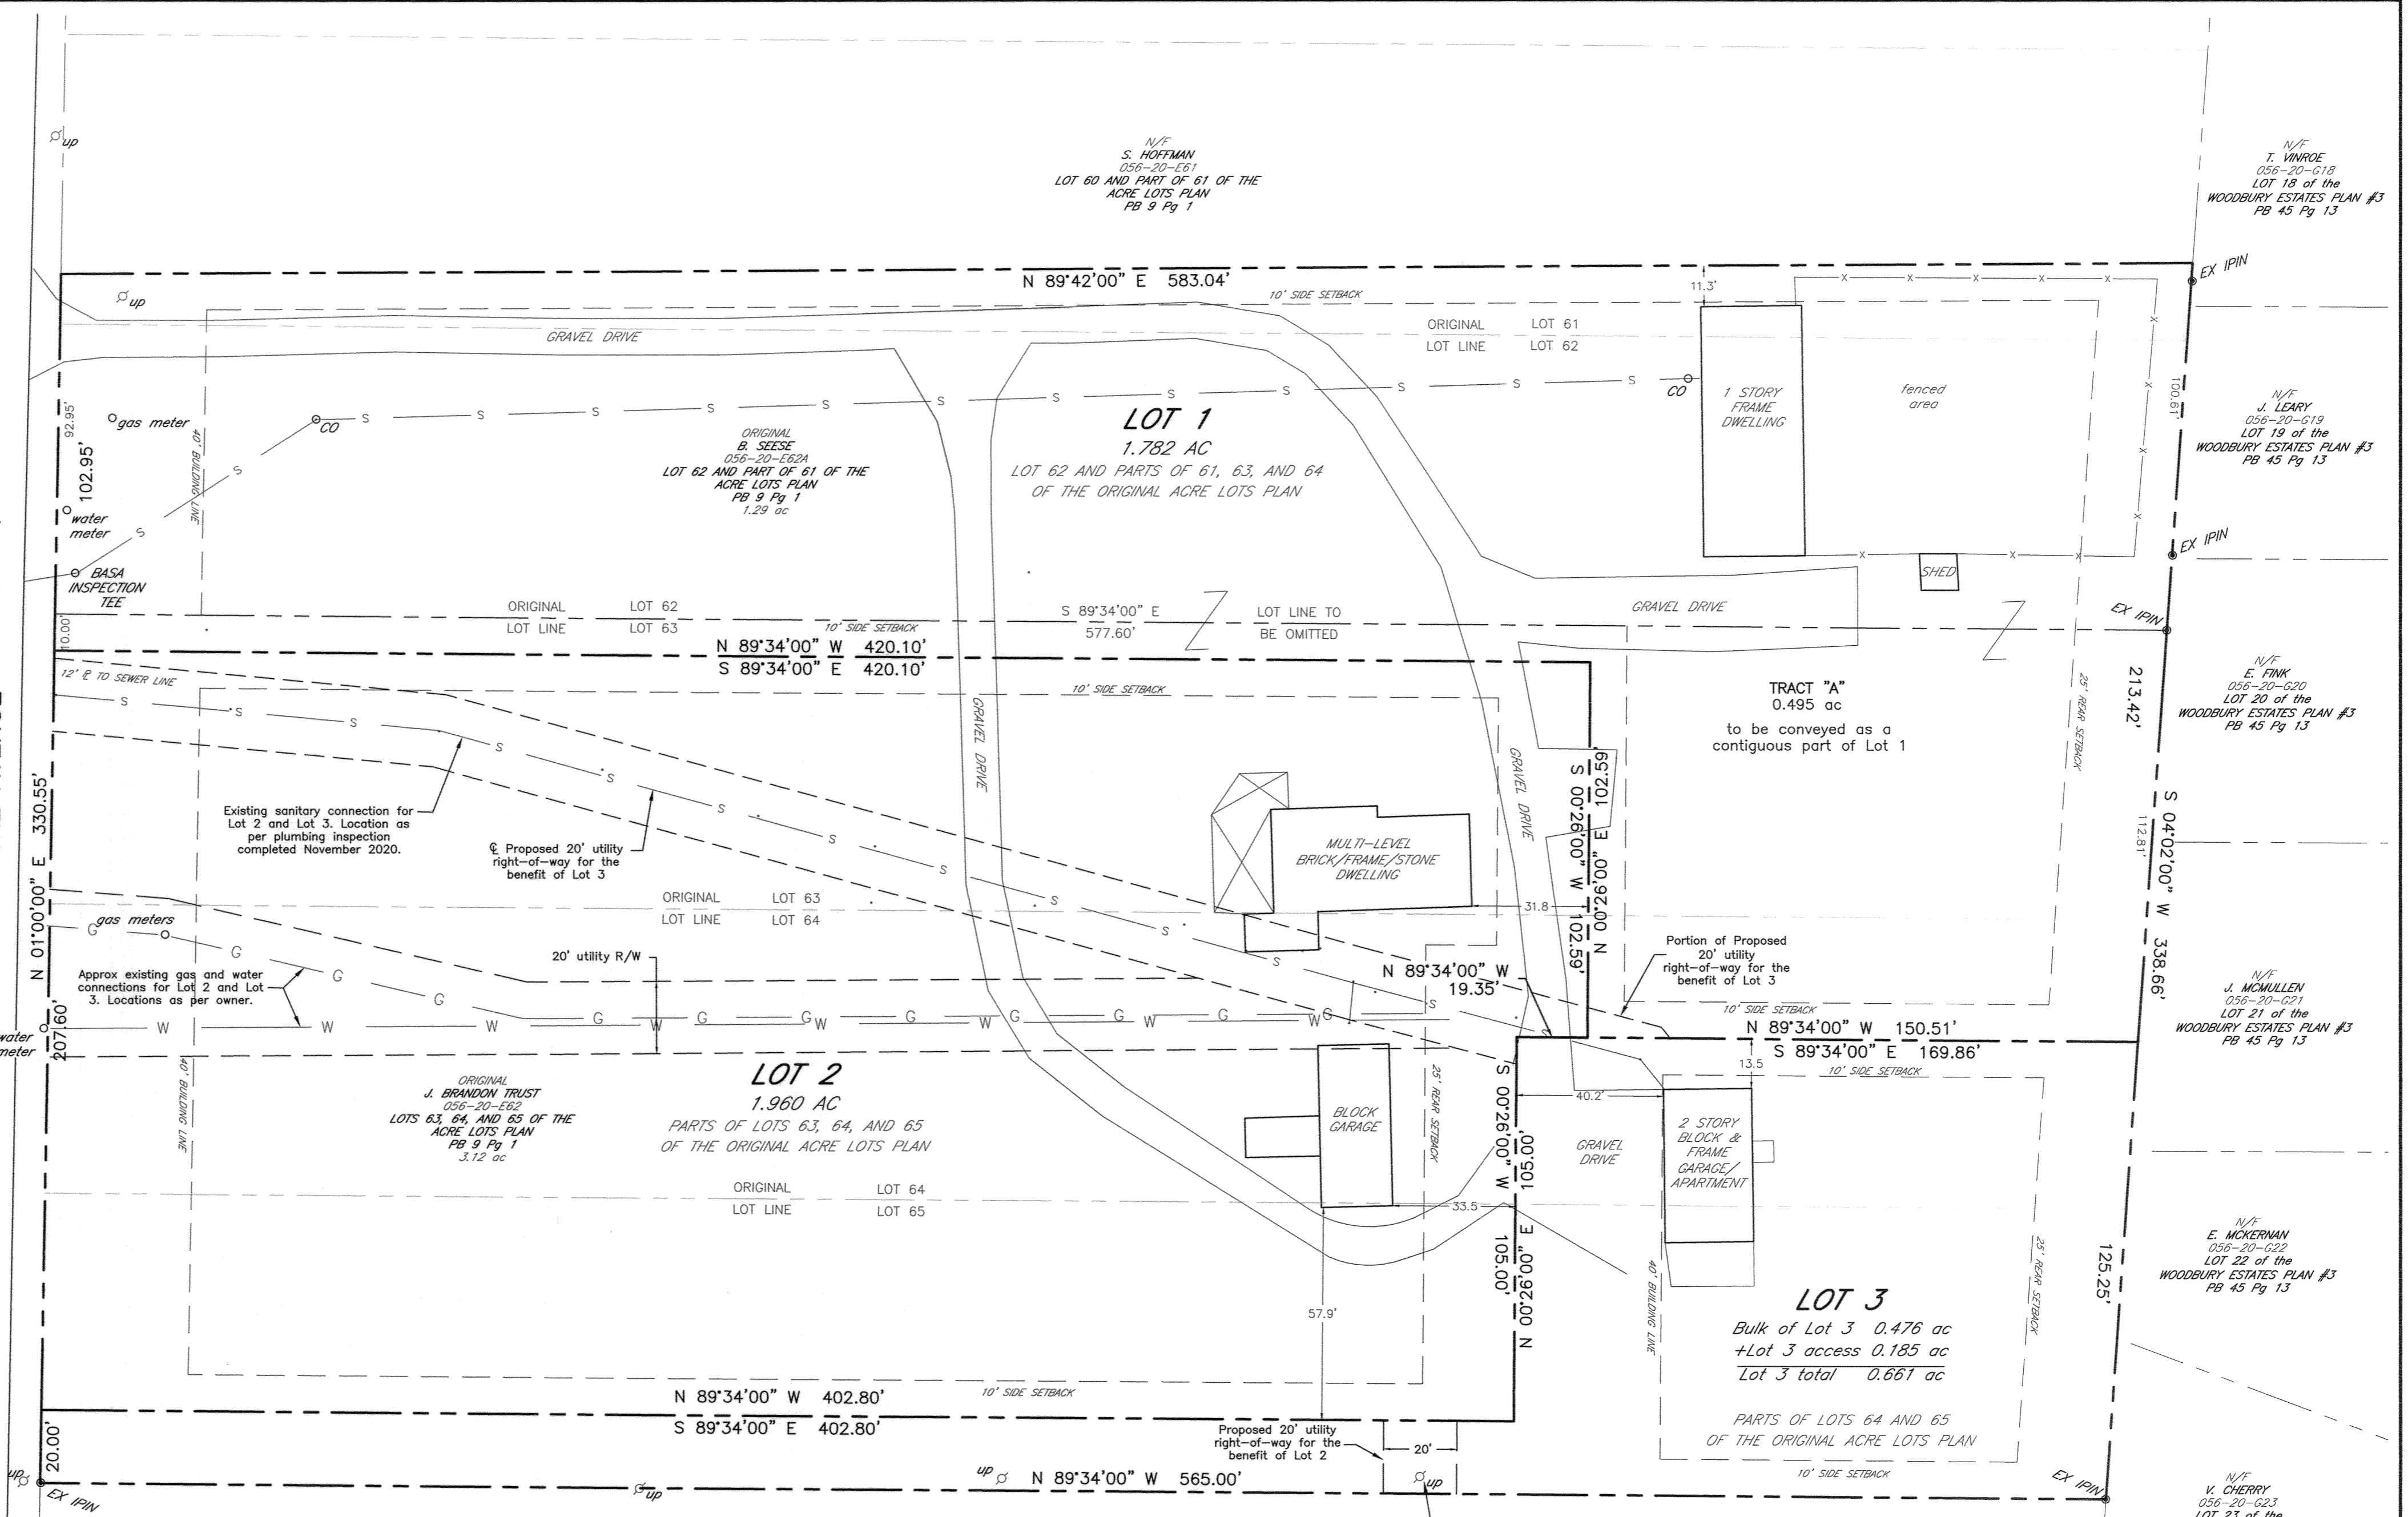 up
N/F
S. HOFFMAN
056-20-E61
LOT 60 AND PART OF 61 OF THE
ACRE LOTS PLAN
PB 9 Pg 1
N/F
T. VINROE
056-20-G18
LOT 18 of the
WOODBURY ESTATES PLAN #3
PB 45 Pg 13
EX IPIN
N 89°42'00" E 583.04'
10' SIDE SETBACK
up
11.3'
GRAVEL DRIVE
ORIGINAL LOT 61
LOT LINE LOT 62
CO
1 STORY
FRAME
DWELLING
fenced
area
100.61'
N/F
J. LEARY
056-20-G19
LOT 19 of the
WOODBURY ESTATES PLAN #3
PB 45 Pg 13
92.95'
102.95'
gas meter
CO
40' BUILDING LINE
water
meter
BASA
INSPECTION
TEE
10.00'
ORIGINAL
B. SEESE
056-20-E62A
LOT 62 AND PART OF 61 OF THE
ACRE LOTS PLAN
PB 9 Pg 1
1.29 ac
LOT 1
1.782 AC
LOT 62 AND PARTS OF 61, 63, AND 64
OF THE ORIGINAL ACRE LOTS PLAN
EX IPIN
SHED
GRAVEL DRIVE
EX IPIN
ORIGINAL LOT 62
LOT LINE LOT 63
10' SIDE SETBACK
S 89°34'00" E
577.60'
LOT LINE TO
BE OMITTED
N 89°34'00" W 420.10'
S 89°34'00" E 420.10'
12' ℄ TO SEWER LINE
10' SIDE SETBACK
TRACT "A"
0.495 ac
to be conveyed as a
contiguous part of Lot 1
25' REAR SETBACK
213.42'
N/F
E. FINK
056-20-G20
LOT 20 of the
WOODBURY ESTATES PLAN #3
PB 45 Pg 13
GRAVEL DRIVE
GRAVEL DRIVE
S 00°26'00" W 102.59'
N 00°26'00" E 102.59'
S 04°02'00" W 338.66'
112.81'
N 01°00'00" E 330.55'
Existing sanitary connection for
Lot 2 and Lot 3. Location as
per plumbing inspection
completed November 2020.
℄ Proposed 20' utility
right-of-way for the
benefit of Lot 3
MULTI-LEVEL
BRICK/FRAME/STONE
DWELLING
31.8
ORIGINAL LOT 63
LOT LINE LOT 64
gas meters
Approx existing gas and water
connections for Lot 2 and Lot
3. Locations as per owner.
20' utility R/W
N 89°34'00" W
19.35'
Portion of Proposed
20' utility
right-of-way for the
benefit of Lot 3
10' SIDE SETBACK
N 89°34'00" W 150.51'
S 89°34'00" E 169.86'
10' SIDE SETBACK
13.5
40.2'
N/F
J. MCMULLEN
056-20-G21
LOT 21 of the
WOODBURY ESTATES PLAN #3
PB 45 Pg 13
water
meter
207.60'
40' BUILDING LINE
ORIGINAL
J. BRANDON TRUST
056-20-E62
LOTS 63, 64, AND 65 OF THE
ACRE LOTS PLAN
PB 9 Pg 1
3.12 ac
LOT 2
1.960 AC
PARTS OF LOTS 63, 64, AND 65
OF THE ORIGINAL ACRE LOTS PLAN
BLOCK
GARAGE
25' REAR SETBACK
S 00°26'00" W 105.00'
N 00°26'00" E 105.00'
GRAVEL
DRIVE
2 STORY
BLOCK &
FRAME
GARAGE/
APARTMENT
ORIGINAL LOT 64
LOT LINE LOT 65
33.5
57.9'
40' BUILDING LINE
25' REAR SETBACK
125.25'
N/F
E. MCKERNAN
056-20-G22
LOT 22 of the
WOODBURY ESTATES PLAN #3
PB 45 Pg 13
LOT 3
Bulk of Lot 3 0.476 ac
+Lot 3 access 0.185 ac
Lot 3 total 0.661 ac
PARTS OF LOTS 64 AND 65
OF THE ORIGINAL ACRE LOTS PLAN
10' SIDE SETBACK
N 89°34'00" W 402.80'
10' SIDE SETBACK
S 89°34'00" E 402.80'
20.00'
Proposed 20' utility
right-of-way for the
benefit of Lot 2
20'
up
EX IPIN
up
up
N 89°34'00" W 565.00'
up
EX IPIN
N/F
V. CHERRY
056-20-G23
LOT 23 of the